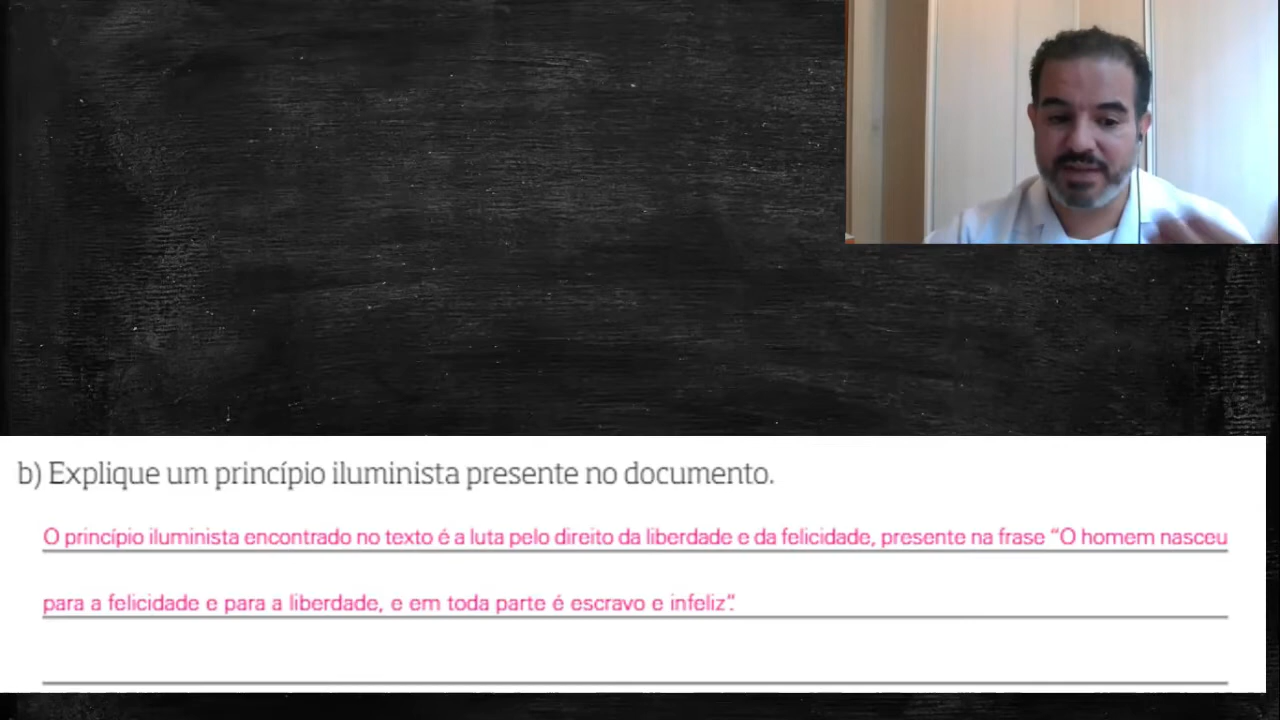 b) Explique um princípio iluminista presente no documento.
O princípio iluminista encontrado no texto é a luta pelo direito da liberdade e da felicidade, presente na frase “O homem nasceu
para a felicidade e para a liberdade, e em toda parte é escravo e infeliz”.